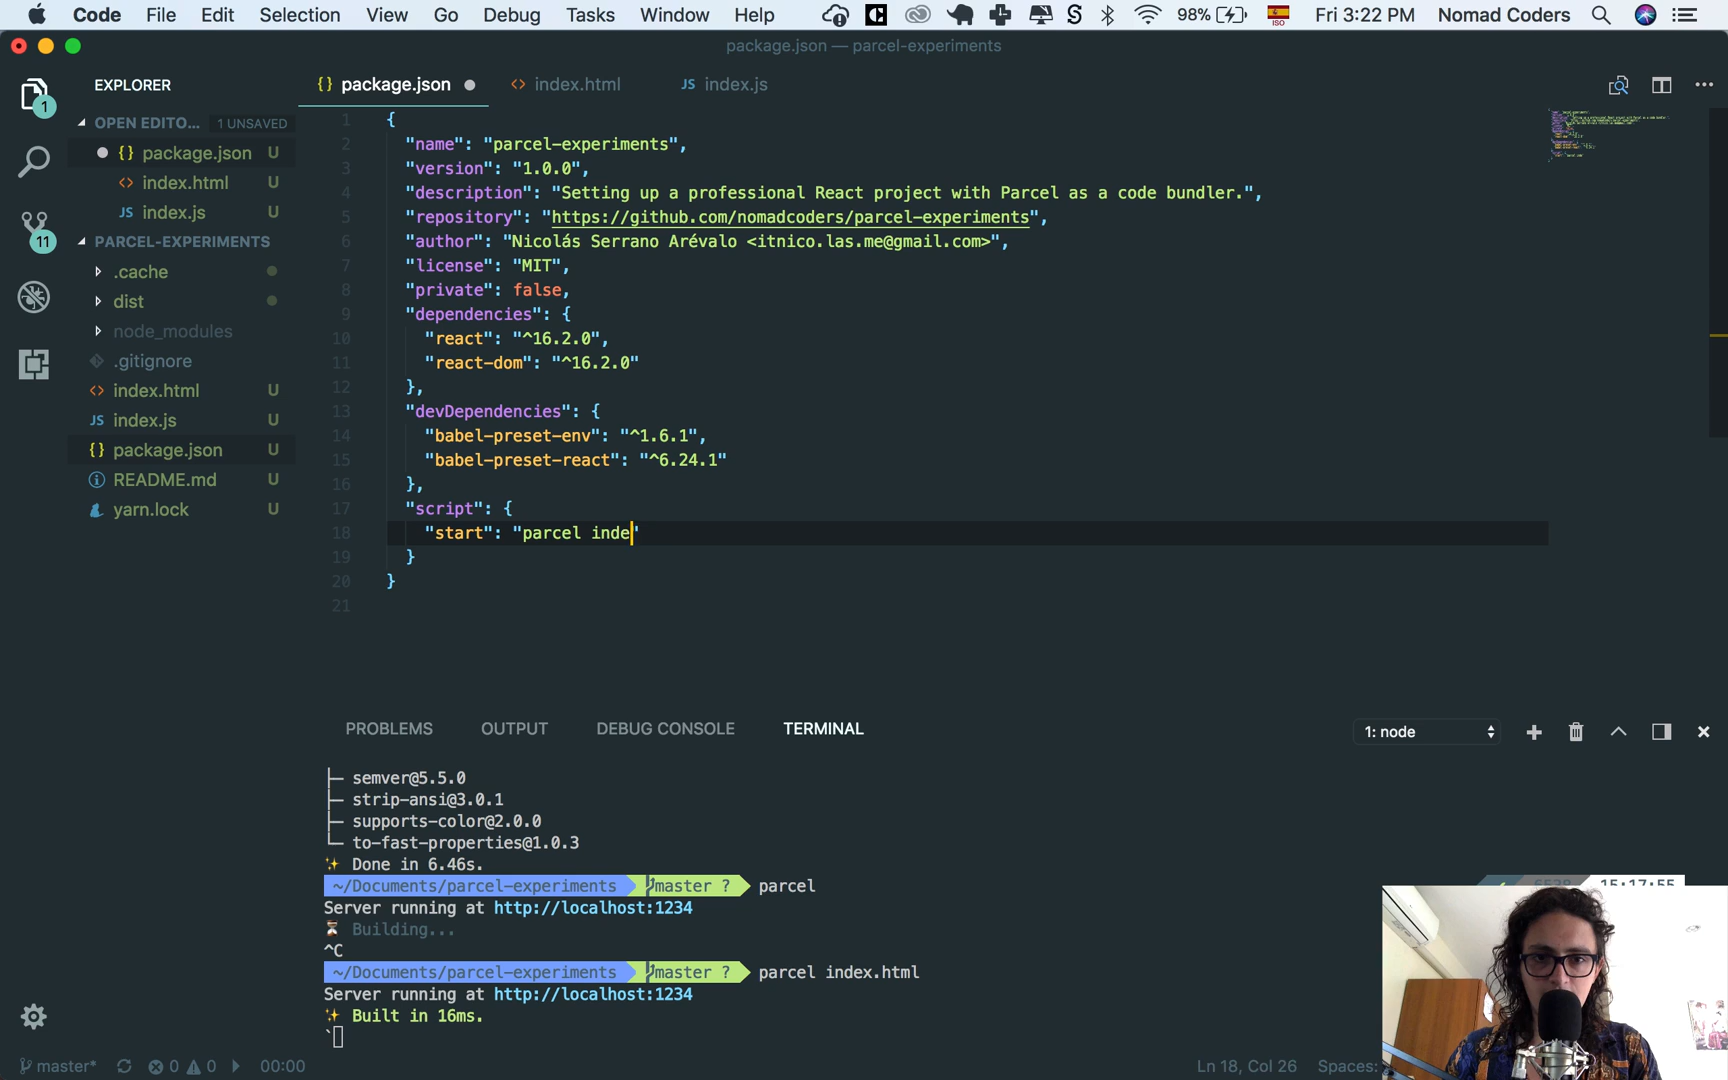 Code File Edit Selection View Go Debug Tasks Window Help 98% ISO Fri 3:22 PM Nomad Coders
package.json — parcel-experiments
EXPLORER
{} package.json
<> index.html
JS index.js
1
OPEN EDITO... 1 UNSAVED
{} package.json U
<> index.html U
JS index.js U
11
PARCEL-EXPERIMENTS
.cache
dist
node_modules
.gitignore
<> index.html U
JS index.js U
{} package.json U
README.md U
yarn.lock U
1 {
2 "name": "parcel-experiments",
3 "version": "1.0.0",
4 "description": "Setting up a professional React project with Parcel as a code bundler.",
5 "repository": "https://github.com/nomadcoders/parcel-experiments",
6 "author": "Nicolás Serrano Arévalo <itnico.las.me@gmail.com>",
7 "license": "MIT",
8 "private": false,
9 "dependencies": {
10 "react": "^16.2.0",
11 "react-dom": "^16.2.0"
12 },
13 "devDependencies": {
14 "babel-preset-env": "^1.6.1",
15 "babel-preset-react": "^6.24.1"
16 },
17 "script": {
18 "start": "parcel inde"
19 }
20 }
21
PROBLEMS OUTPUT DEBUG CONSOLE TERMINAL 1: node
├─ semver@5.5.0
├─ strip-ansi@3.0.1
├─ supports-color@2.0.0
└─ to-fast-properties@1.0.3
✨ Done in 6.46s.
~/Documents/parcel-experiments master ? parcel
15:17:55
Server running at http://localhost:1234
⏳ Building...
^C
~/Documents/parcel-experiments master ? parcel index.html
Server running at http://localhost:1234
✨ Built in 16ms.
`
master* 0 0 00:00 Ln 18, Col 26 Spaces: